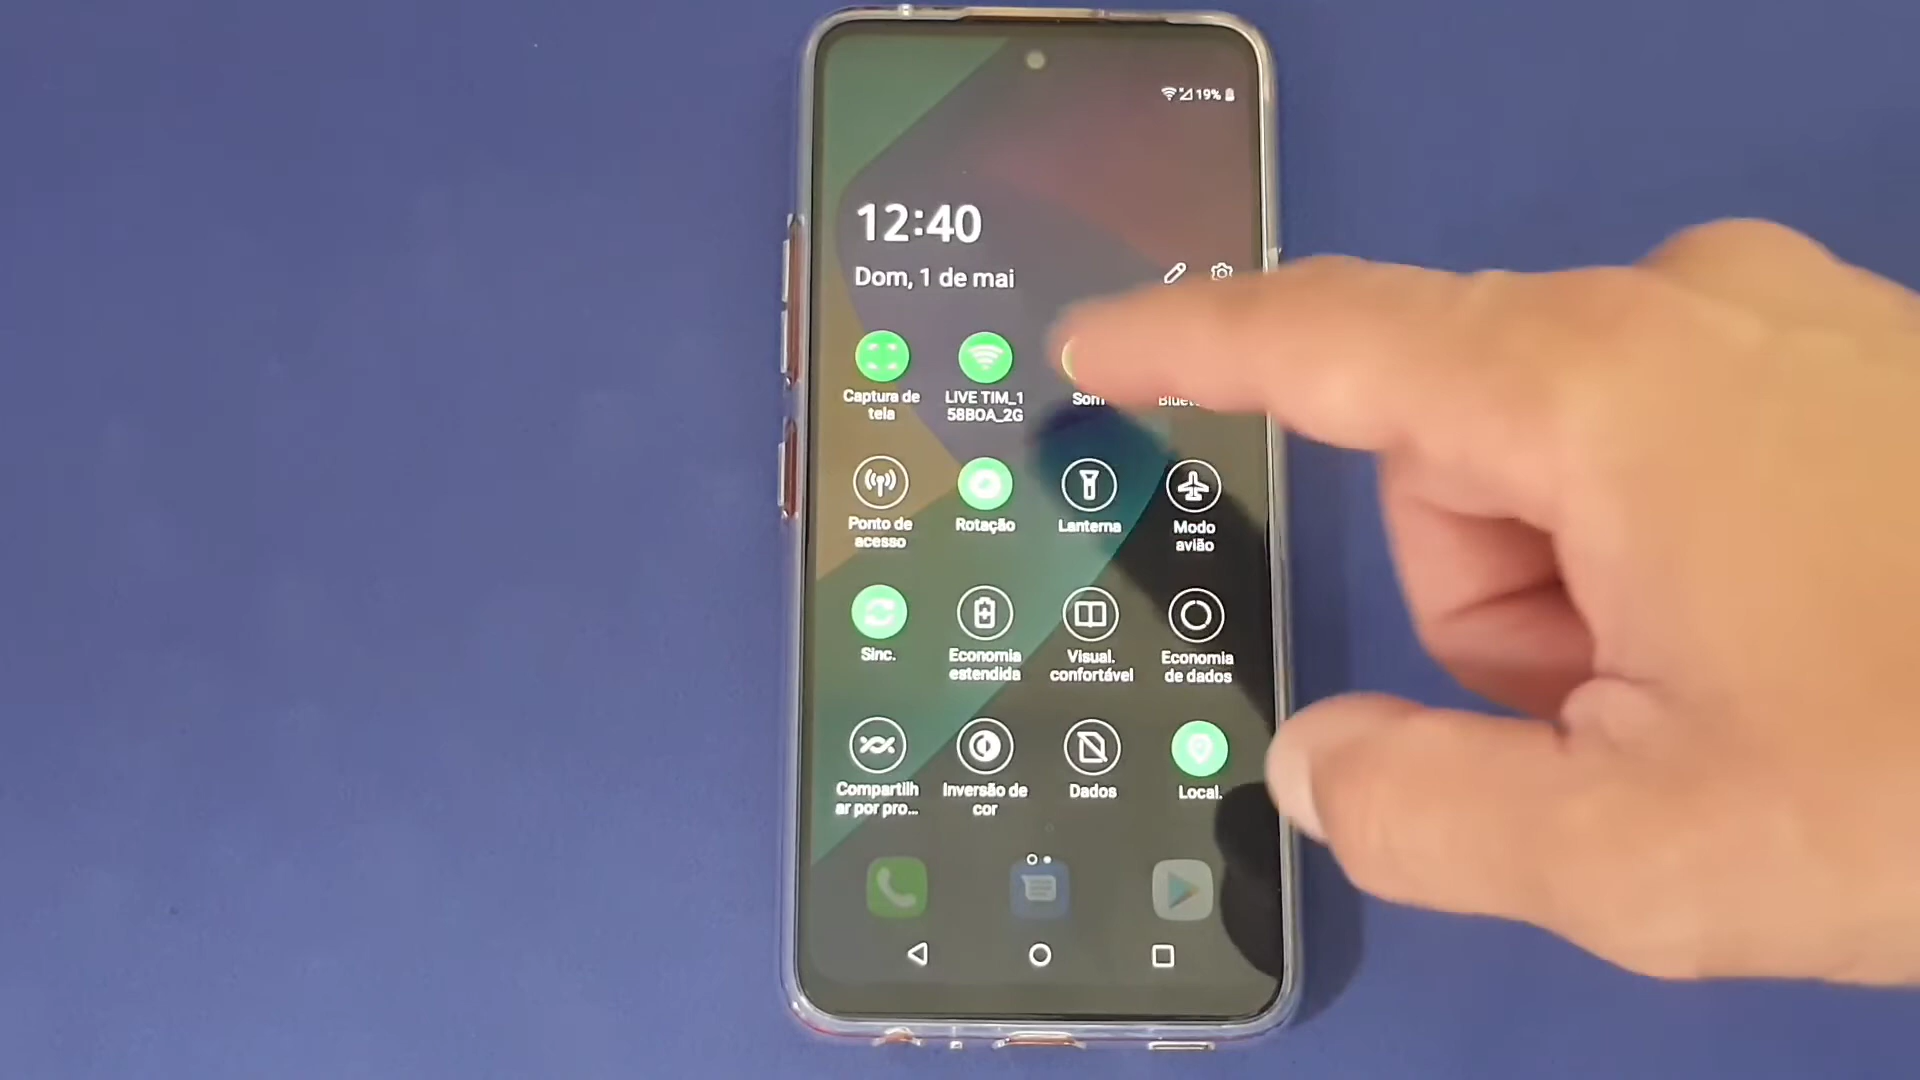 19%
12:40
Dom, 1 de mai
Captura de
tela
LIVE TIM_1
58BOA_2G
Som
Ponto de
acesso
Rotação
Lanterna
Modo
avião
Sinc.
Economia
estendida
Visual.
confortável
Economia
de dados
Compartilh
ar por pro...
Inversão de
cor
Dados
Local.